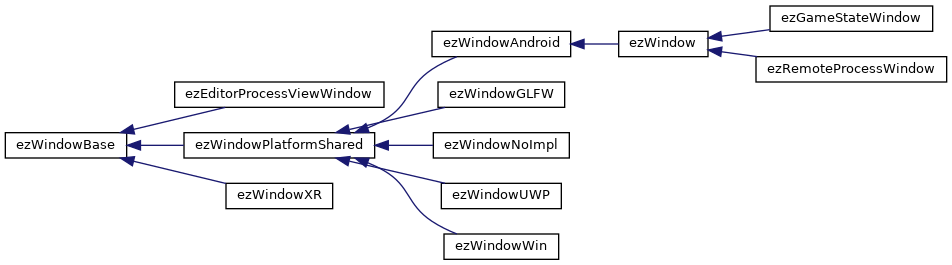 ezGameStateWindow
ezWindowAndroid
ezWindow
ezRemoteProcessWindow
ezEditorProcessViewWindow
ezWindowGLFW
ezWindowBase
ezWindowPlatformShared
ezWindowNoImpl
ezWindowXR
ezWindowUWP
ezWindowWin